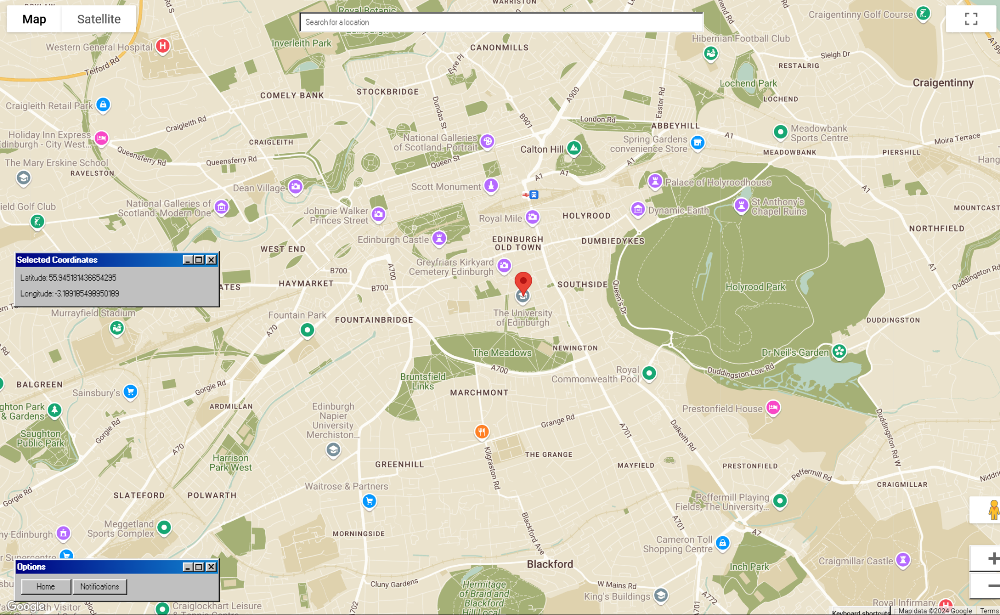 Map
Satellite
Search for a location
WARRISTON
Royal Botanic
Inverleith Park
CANONMILLS
Western General Hospital
Telford Rd
Eyre Pl
Craigentinny Golf Course
Hibernian Football Club
Sleigh Dr
RESTALRIG
Lochend Park
Craigentinny
LOCHEND
COMELY BANK
STOCKBRIDGE
Dundas St
A900
B901
Easter Rd
London Rd
ABBEYHILL
A1
Craigleith Retail Park
Craigleith Rd
Holiday Inn Express
Edinburgh - City West...
The Mary Erskine School
RAVELSTON
Queensferry Rd
Queensferry Rd
CRAIGLEITH
National Galleries
of Scotland: Portrait
Queen St
Calton Hill
Spring Gardens
convenience Store
Meadowbank
Sports Centre
Moira Terrace
MEADOWBANK
PIERSHILL
Hang
A1
A1
A1
A1
A1
A199
Dean Village
Scott Monument
Palace of Holyroodhouse
ield Golf Club
National Galleries of
Scotland: Modern One
Johnnie Walker
Princes Street
Royal Mile
HOLYROOD
Dynamic Earth
St Anthony's
Chapel Ruins
MOUNTCAST
NORTHFIELD
Edinburgh Castle
EDINBURGH
OLD TOWN
DUMBIEDYKES
WEST END
Selected Coordinates
Latitude: 55.945181436654295
Longitude: -3.189185498950189
B700
A700
Greyfriars Kirkyard
Cemetery Edinburgh
ATES
HAYMARKET
B700
SOUTHSIDE
Queen's Dr
Holyrood Park
Duddingston Rd
Murrayfield Stadium
Fountain Park
FOUNTAINBRIDGE
The University
of Edinburgh
A70
DUDDINGSTON
The Meadows
NEWINGTON
Dr Neil's Garden
A700
Royal
Commonwealth Pool
Duddingston Low Rd
BALGREEN
Sainsbury's
Gorgie Rd
Bruntsfield
Links
MARCHMONT
ghton Park
& Gardens
ARDMILLAN
Edinburgh
Napier
University
Merchiston...
Prestonfield House
Grange Rd
A701
Dalkeith Rd
Duddingston Rd W
Saughton
Public Park
Gorgie Rd
A70
Harrison
Park West
Kilgraston Rd
THE GRANGE
GREENHILL
MAYFIELD
PRESTONFIELD
Peffermill Rd
Niddrie
CRAIGMILLAR
Gorgie Rd
SLATEFORD
POLWARTH
Waitrose & Partners
Peffermill Playing
Fields, The University...
Meggetland
Sports Complex
ny Edinburgh
MORNINGSIDE
Blackford Ave
A701
A7
Cameron Toll
Shopping Centre
r Supercentre
Craigmillar Castle
Blackford
Inch Park
Options
Home
Notifications
Cluny Gardens
Hermitage
of Braid and
Blackford
Hill Local
W Mains Rd
King's Buildings
A772
A702
A701
Royal Infirmary
Google
Visitor
Craiglockhart Leisure
& Tennis Centre
Keyboard shortcuts
Map data ©2024 Google
Terms